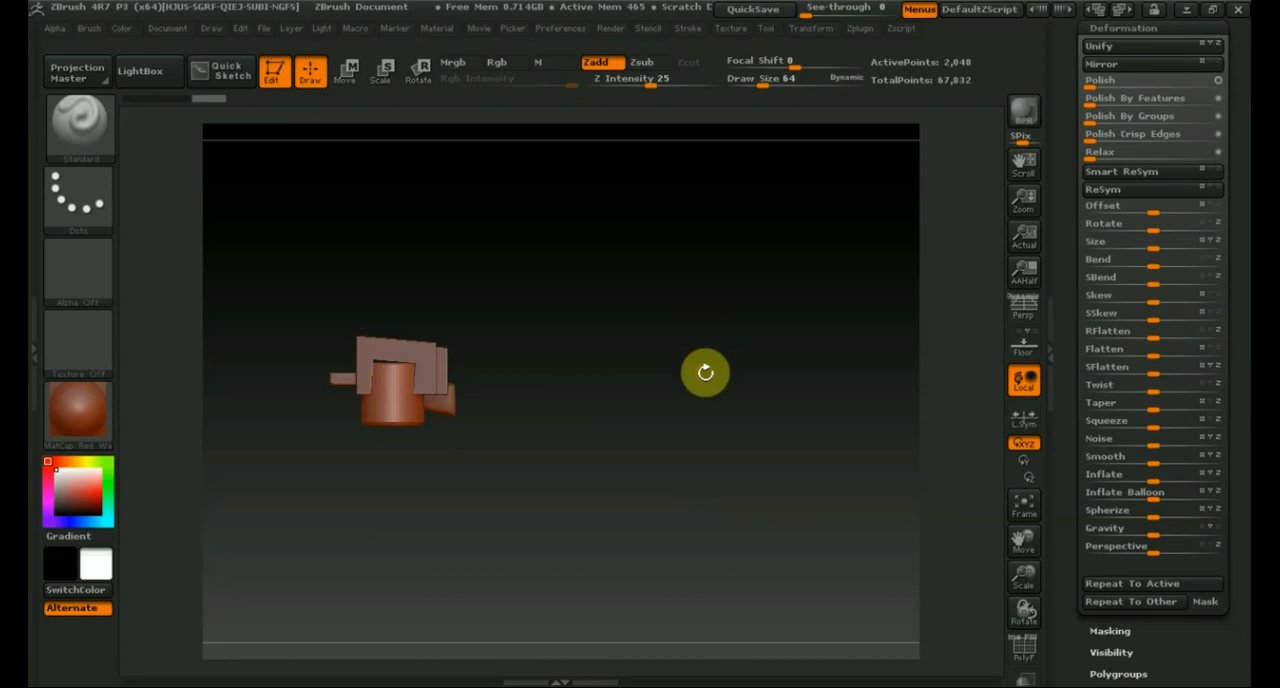 ZBrush 4R7 P3 (x64)[HJUS-SGRF-QIEJ-SUBI-NGFS] ZBrush Document • Free Mem 0.714GB • Active Mem 465 • Scratch D QuickSave See-through 0 Menus DefaultZScript
Alpha Brush Color Document Draw Edit File Layer Light Macro Marker Material Movie Picker Preferences Render Stencil Stroke Texture Tool Transform Zplugin Zscript
Projection Master
LightBox
Quick Sketch
Edit
Draw
Move
Scale
Rotate
Mrgb Rgb M
Rgb Intensity
Zadd Zsub Zcut
Z Intensity 25
Focal Shift 0
Draw Size 64 Dynamic
ActivePoints: 2,048
TotalPoints: 67,832
Standard
Dots
Alpha Off
Texture Off
MatCap Red Wa
Gradient
SwitchColor
Alternate
BPR
SPix
Scroll
Zoom
Actual
AAHalf
Dynamic
Persp
Floor
Local
L.Sym
XYZ
Frame
Move
Scale
Rotate
PolyF
Deformation
Unify
Mirror
Polish
Polish By Features
Polish By Groups
Polish Crisp Edges
Relax
Smart ReSym
ReSym
Offset
Rotate
Size
Bend
SBend
Skew
SSkew
RFlatten
Flatten
SFlatten
Twist
Taper
Squeeze
Noise
Smooth
Inflate
Inflate Balloon
Spherize
Gravity
Perspective
Repeat To Active
Repeat To Other Mask
Masking
Visibility
Polygroups